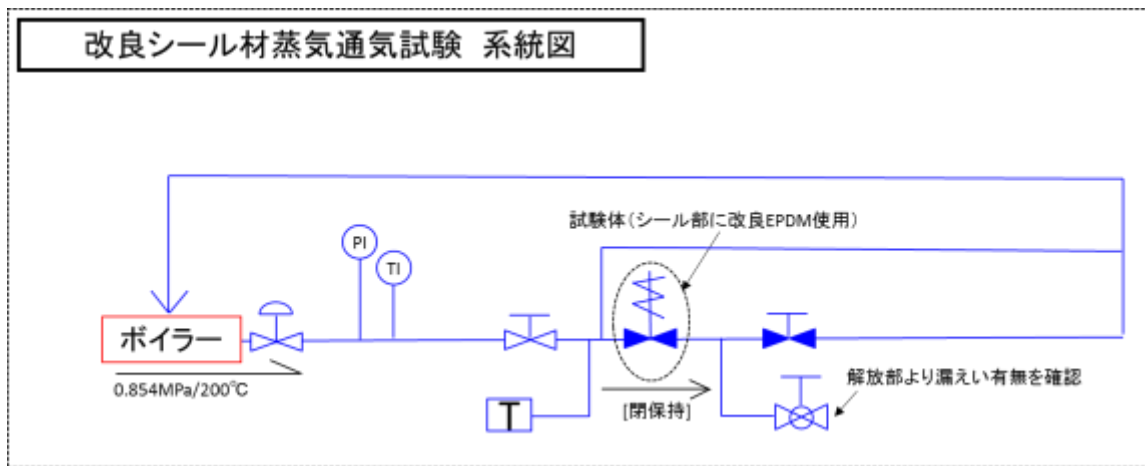 改良シール材蒸気通気試験 系統図
試験体（シール部に改良EPDM使用）
PI
TI
ボイラー
0.854MPa/200℃
[閉保持]
解放部より漏えい有無を確認
T